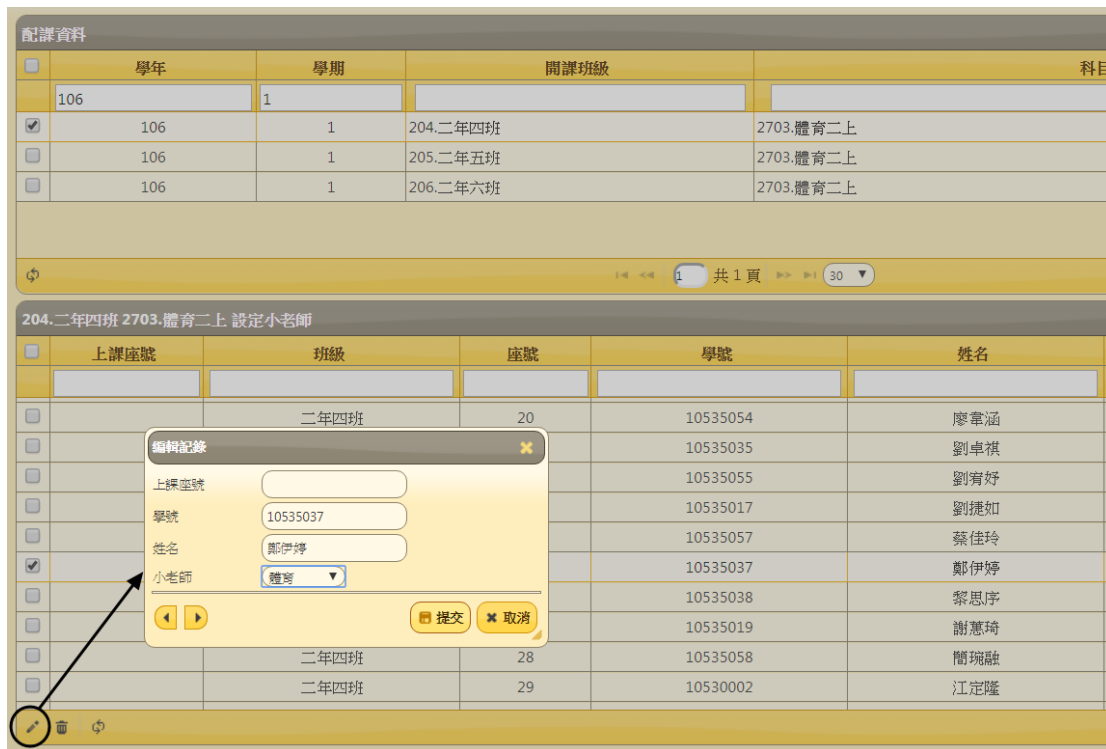 配課資料
學年 學期 開課班級 科目
106 1
106 1 204.二年四班 2703.體育二上
106 1 205.二年五班 2703.體育二上
106 1 206.二年六班 2703.體育二上
1 共 1 頁 30
204.二年四班 2703.體育二上 設定小老師
上課座號 班級 座號 學號 姓名
二年四班 20 10535054 廖韋涵
編輯記錄
10535035 劉卓祺
上課座號
10535055 劉宥妤
學號 10535037
10535017 劉捷如
姓名 鄭伊婷
10535057 蔡佳玲
小老師 體育
10535037 鄭伊婷
10535038 黎思序
提交 取消
10535019 謝蕙琦
二年四班 28 10535058 簡琬融
二年四班 29 10530002 江定隆